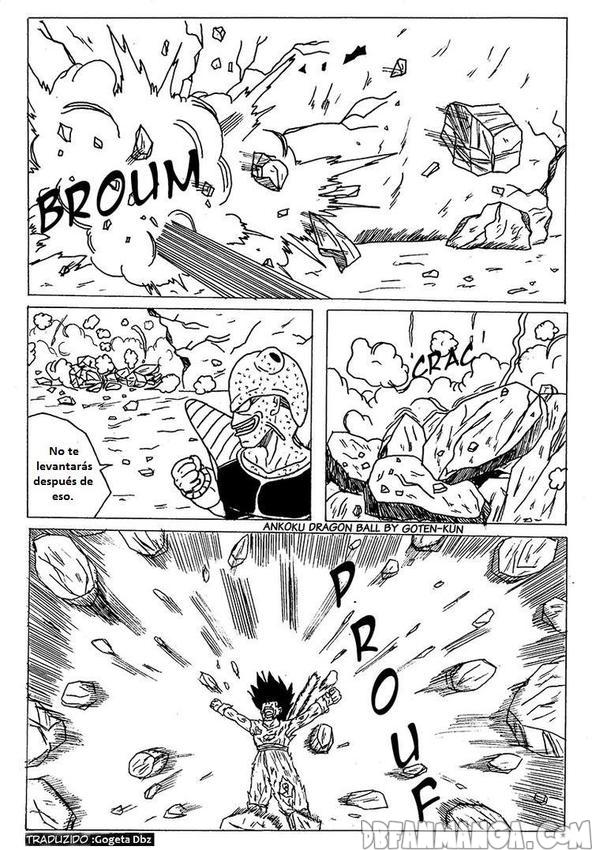 BROUM
No te
levantarás
después de
eso.
CRAC
ANKOKU DRAGON BALL BY GOTEN-KUN
PROUF
TRADUZIDO :Gogeta Dbz
DBFANMANGA.COM